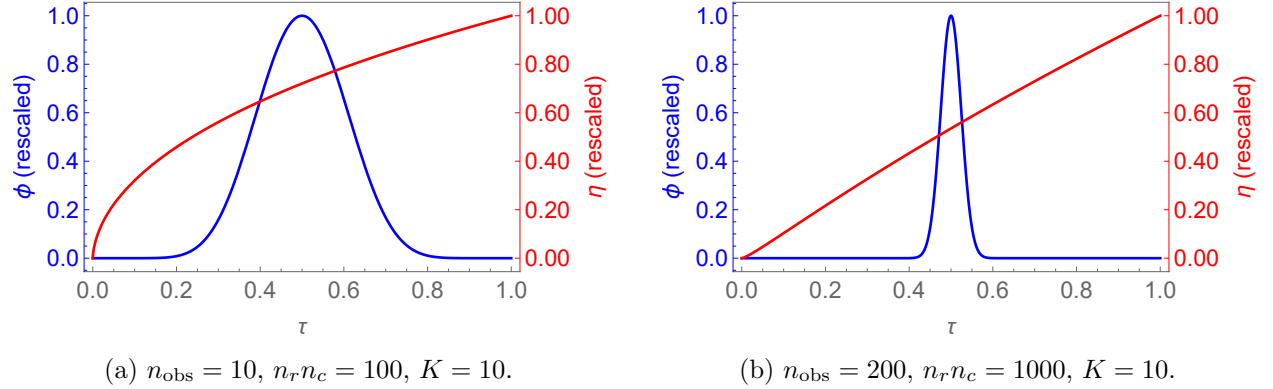 1.0
0.8
0.6
0.4
0.2
0.0
ϕ (rescaled)
1.00
0.80
0.60
0.40
0.20
0.00
η (rescaled)
0.0 0.2 0.4 0.6 0.8 1.0
τ
(a) n_obs = 10, n_r n_c = 100, K = 10.
1.0
0.8
0.6
0.4
0.2
0.0
ϕ (rescaled)
1.00
0.80
0.60
0.40
0.20
0.00
η (rescaled)
0.0 0.2 0.4 0.6 0.8 1.0
τ
(b) n_obs = 200, n_r n_c = 1000, K = 10.